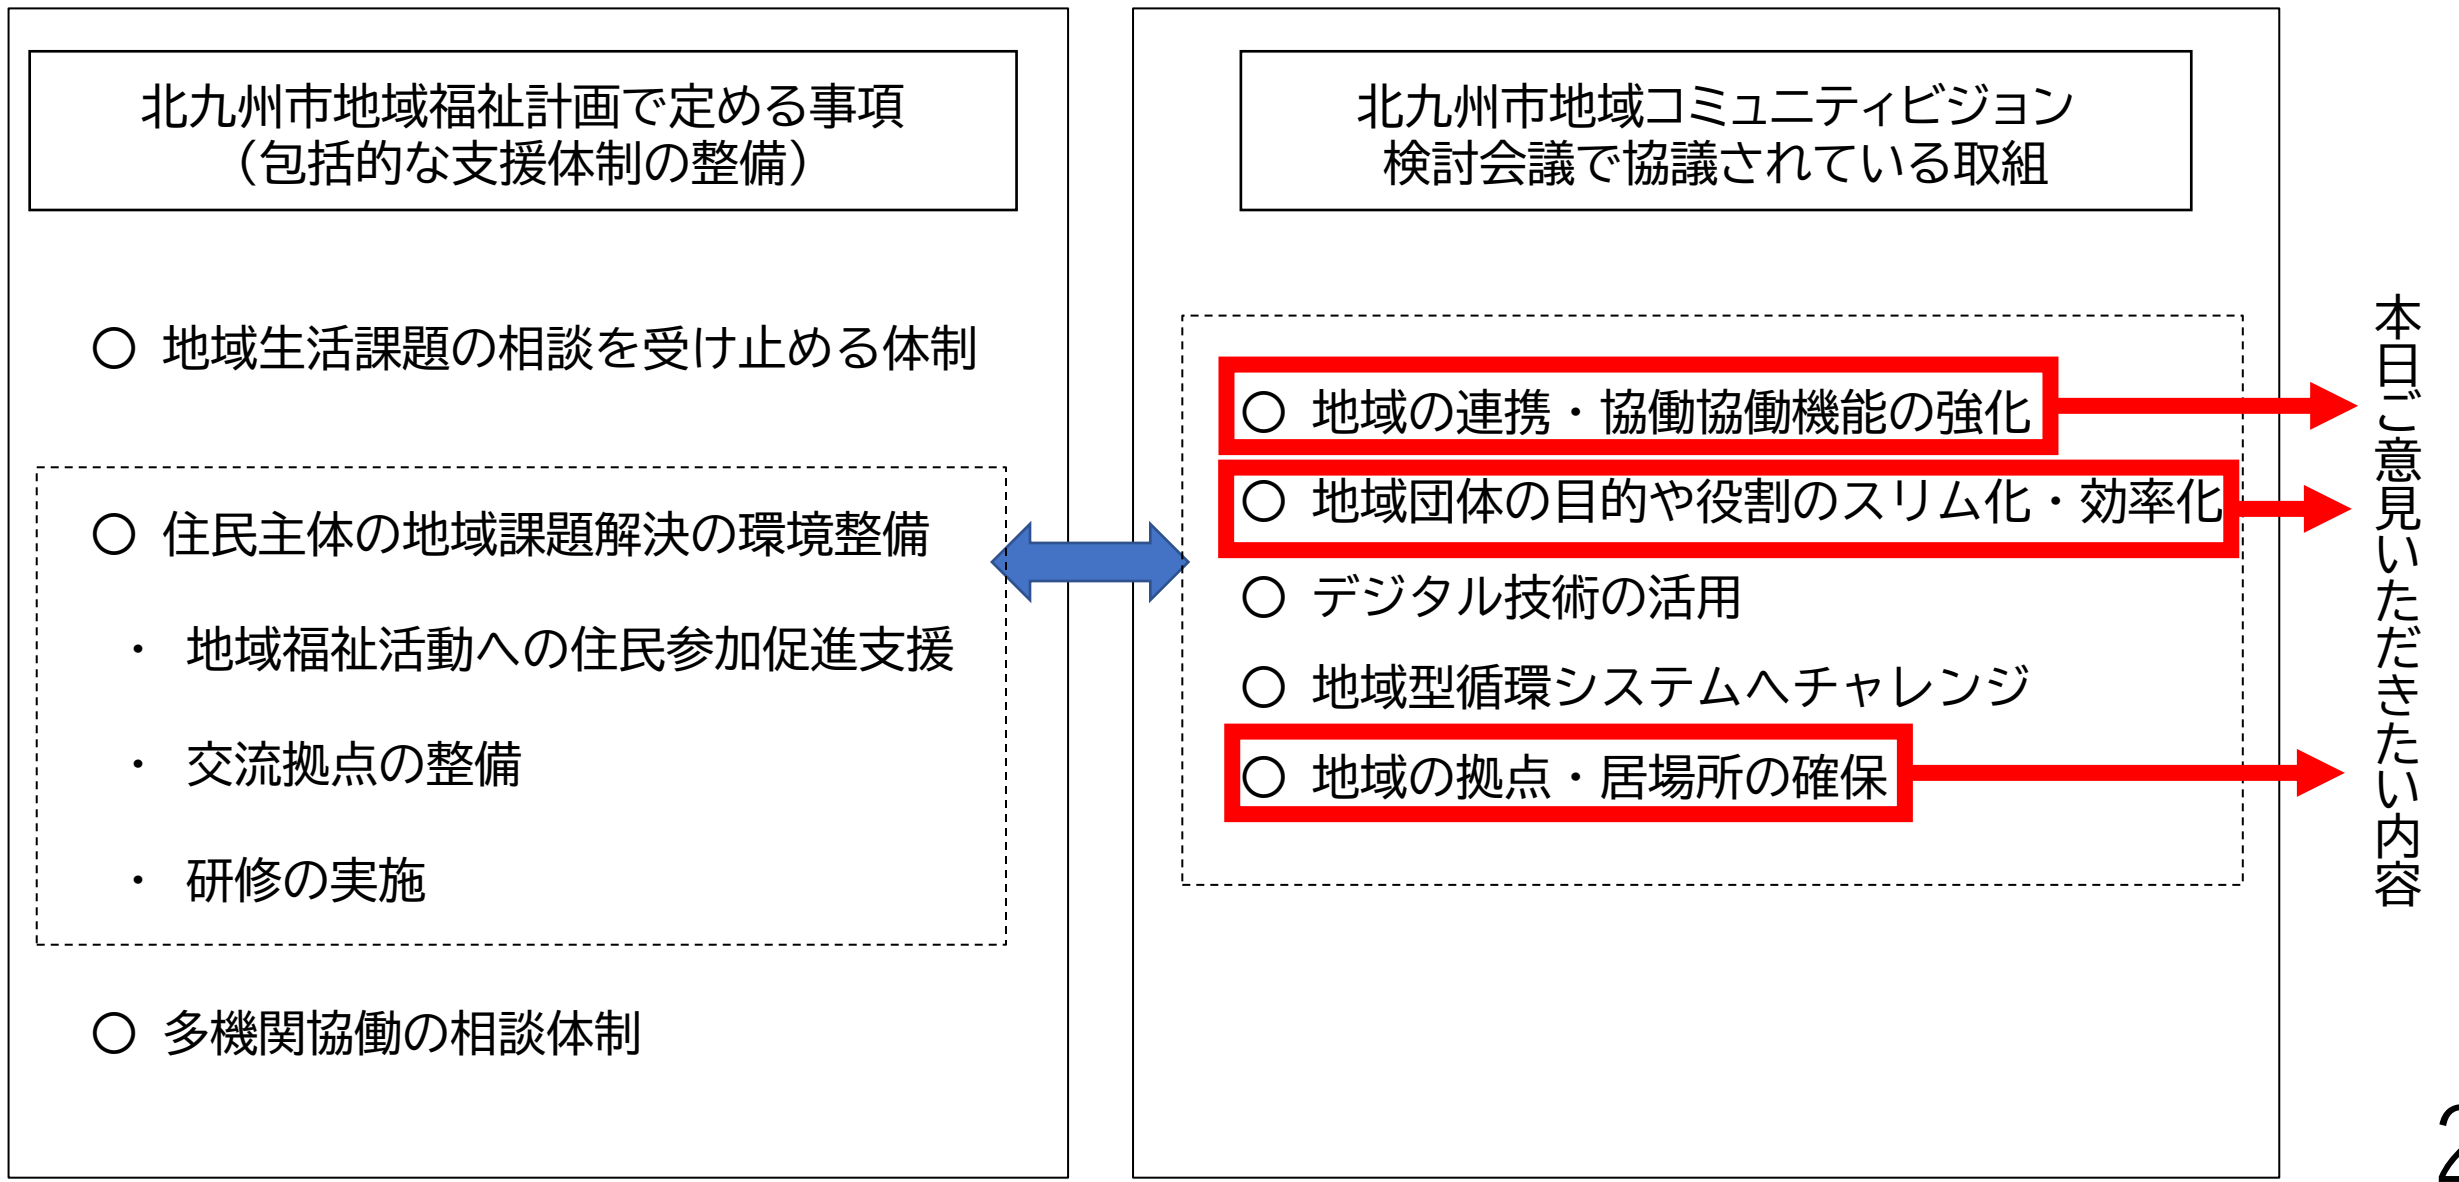 北九州市地域福祉計画で定める事項
（包括的な支援体制の整備）
〇 地域生活課題の相談を受け止める体制
〇 住民主体の地域課題解決の環境整備
・ 地域福祉活動への住民参加促進支援
・ 交流拠点の整備
・ 研修の実施
〇 多機関協働の相談体制
北九州市地域コミュニティビジョン
検討会議で協議されている取組
〇 地域の連携・協働協働機能の強化
〇 地域団体の目的や役割のスリム化・効率化
〇 デジタル技術の活用
〇 地域型循環システムへチャレンジ
〇 地域の拠点・居場所の確保
本日ご意見いただきたい内容
2